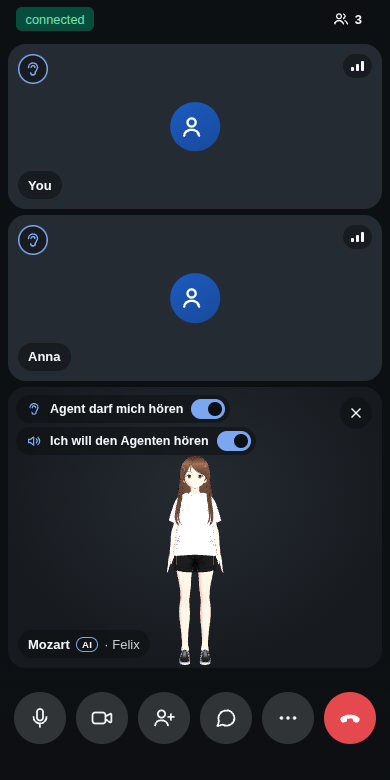 connected
3
You
Anna
Agent darf mich hören
Ich will den Agenten hören
Mozart AI · Felix